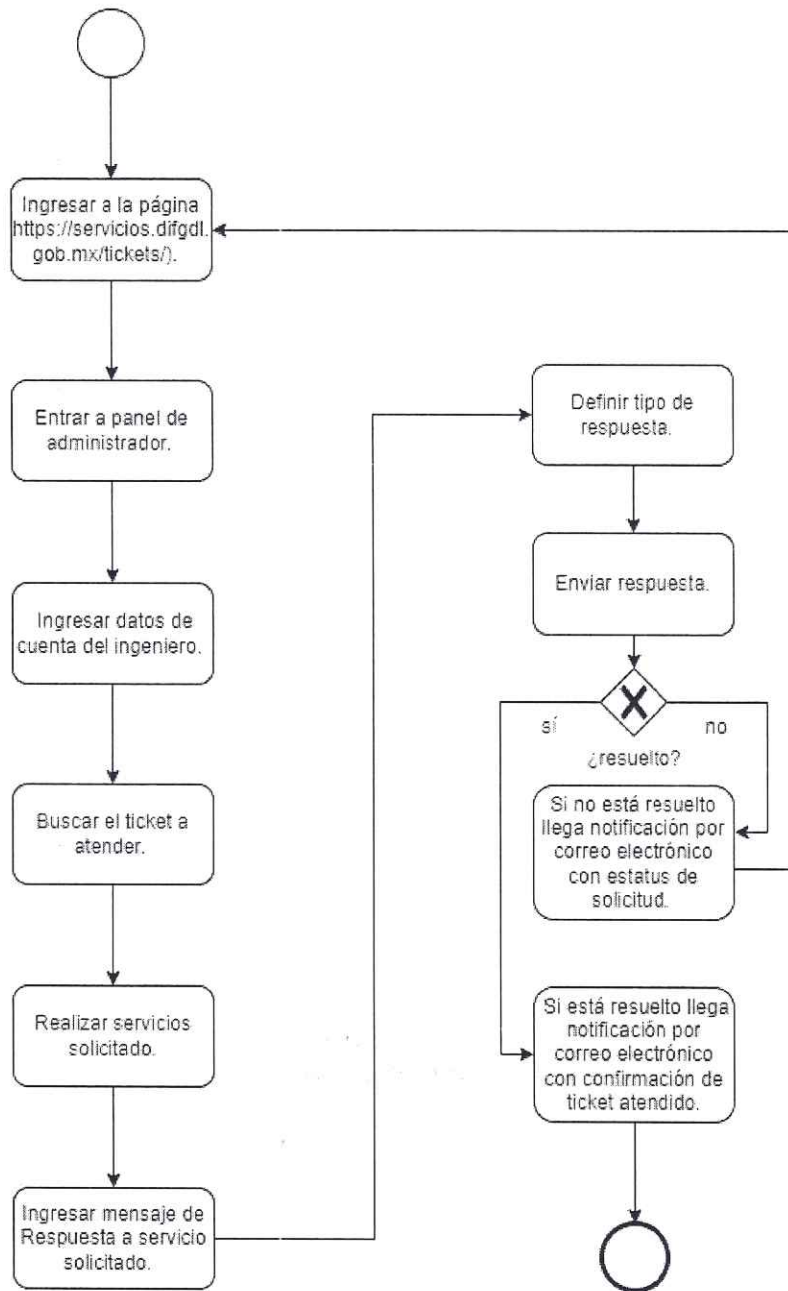 Ingresar a la página
https://servicios.difgdl.
gob.mx/tickets/).
Entrar a panel de
administrador.
Ingresar datos de
cuenta del ingeniero.
Buscar el ticket a
atender.
Realizar servicios
solicitado.
Ingresar mensaje de
Respuesta a servicio
solicitado.
Definir tipo de
respuesta.
Enviar respuesta.
sí
no
¿resuelto?
Si no está resuelto
llega notificación por
correo electrónico
con estatus de
solicitud.
Si está resuelto llega
notificación por
correo electrónico
con confirmación de
ticket atendido.